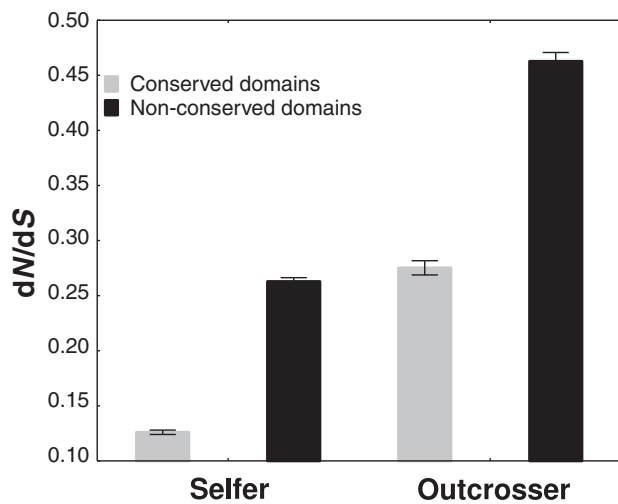 0.50
0.45
0.40
0.35
0.30
0.25
0.20
0.15
0.10
dN/dS
Conserved domains
Non-conserved domains
Selfer Outcrosser